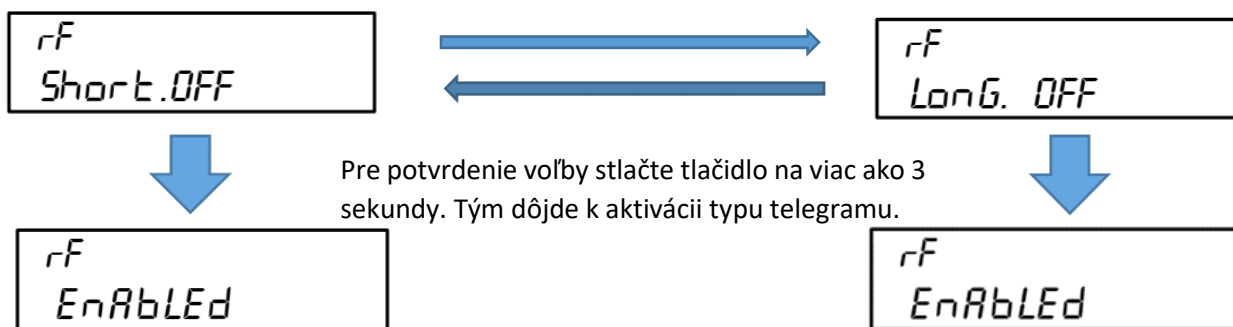 rF
Short.OFF
rF
LonG. OFF
Pre potvrdenie voľby stlačte tlačidlo na viac ako 3
sekundy. Tým dôjde k aktivácii typu telegramu.
rF
EnAbLEd
rF
EnAbLEd